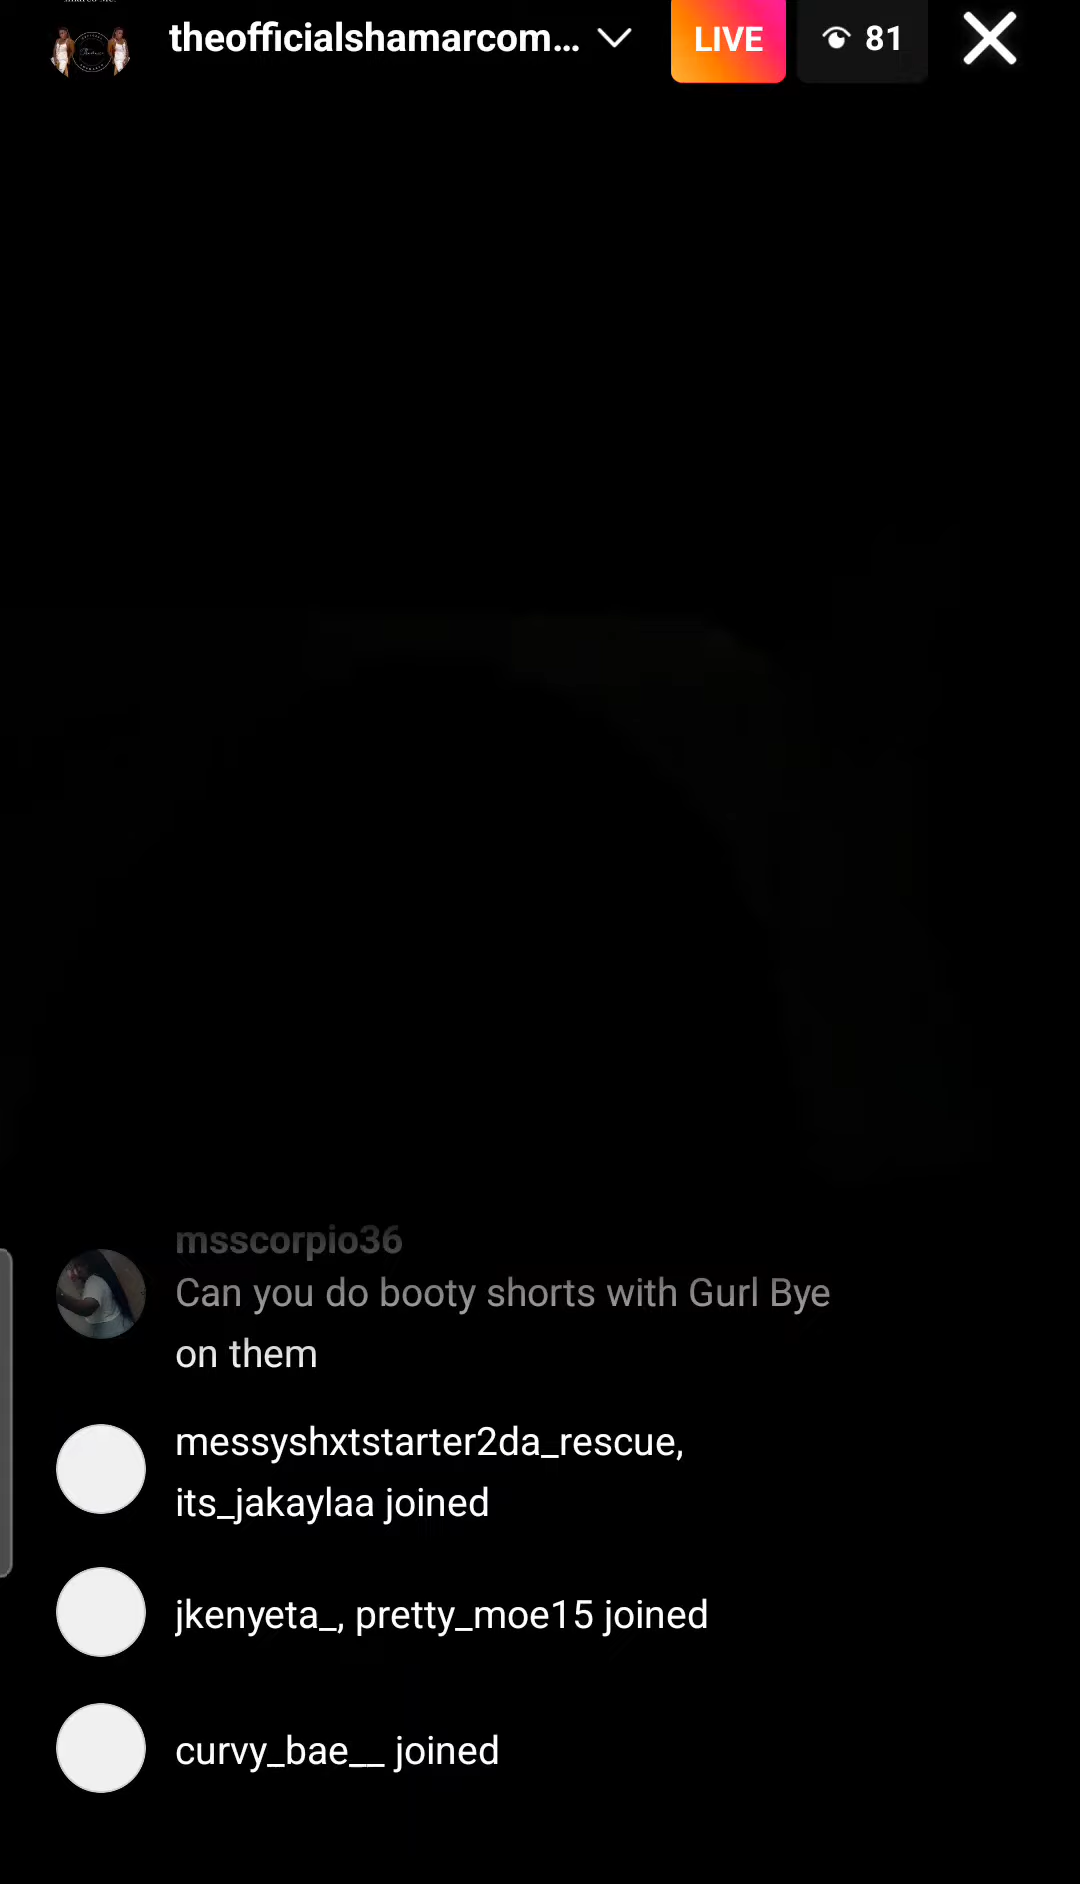 theofficialshamarcom... LIVE 81
msscorpio36
Can you do booty shorts with Gurl Bye
on them
messyshxtstarter2da_rescue,
its_jakaylaa joined
jkenyeta_, pretty_moe15 joined
curvy_bae__ joined